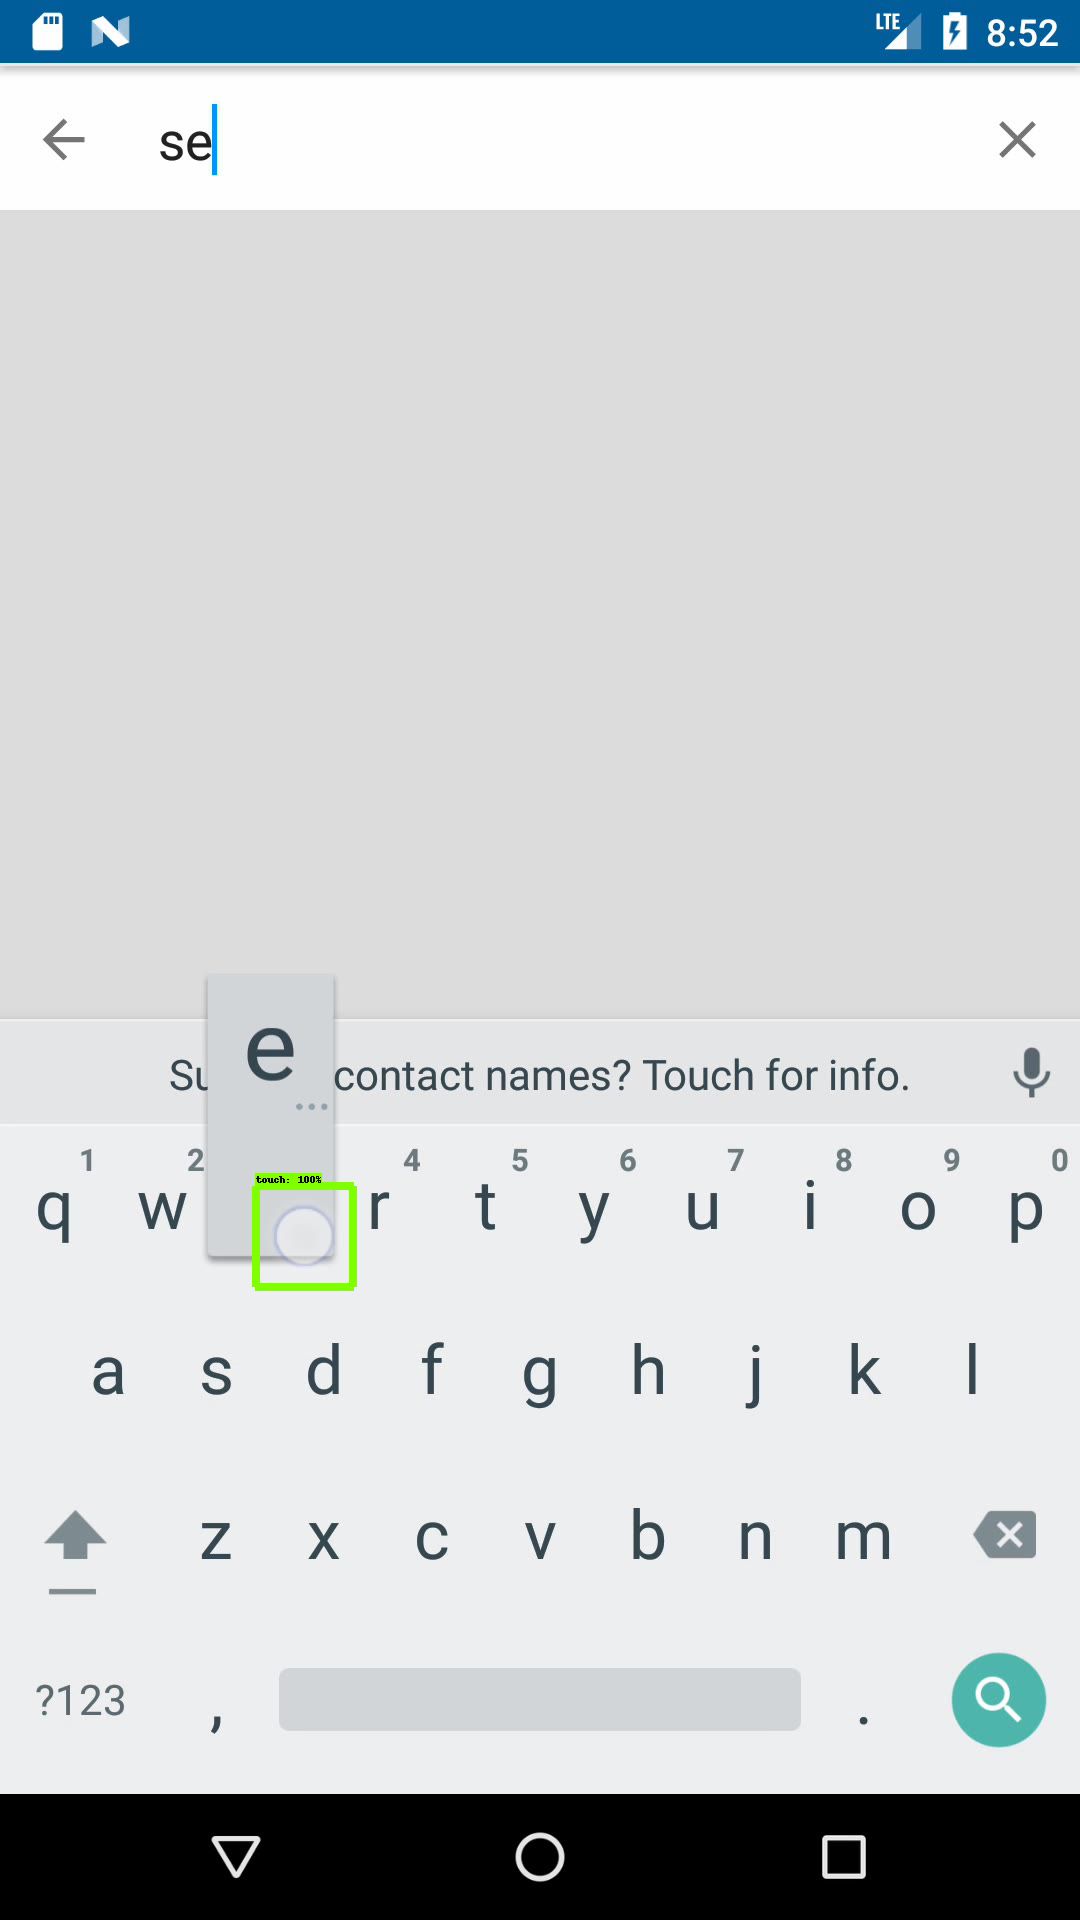 LTE 8:52
se
e
Su contact names? Touch for info.
...
touch: 100%
1 2 4 5 6 7 8 9 0
q w r t y u i o p
a s d f g h j k l
z x c v b n m
?123 , .